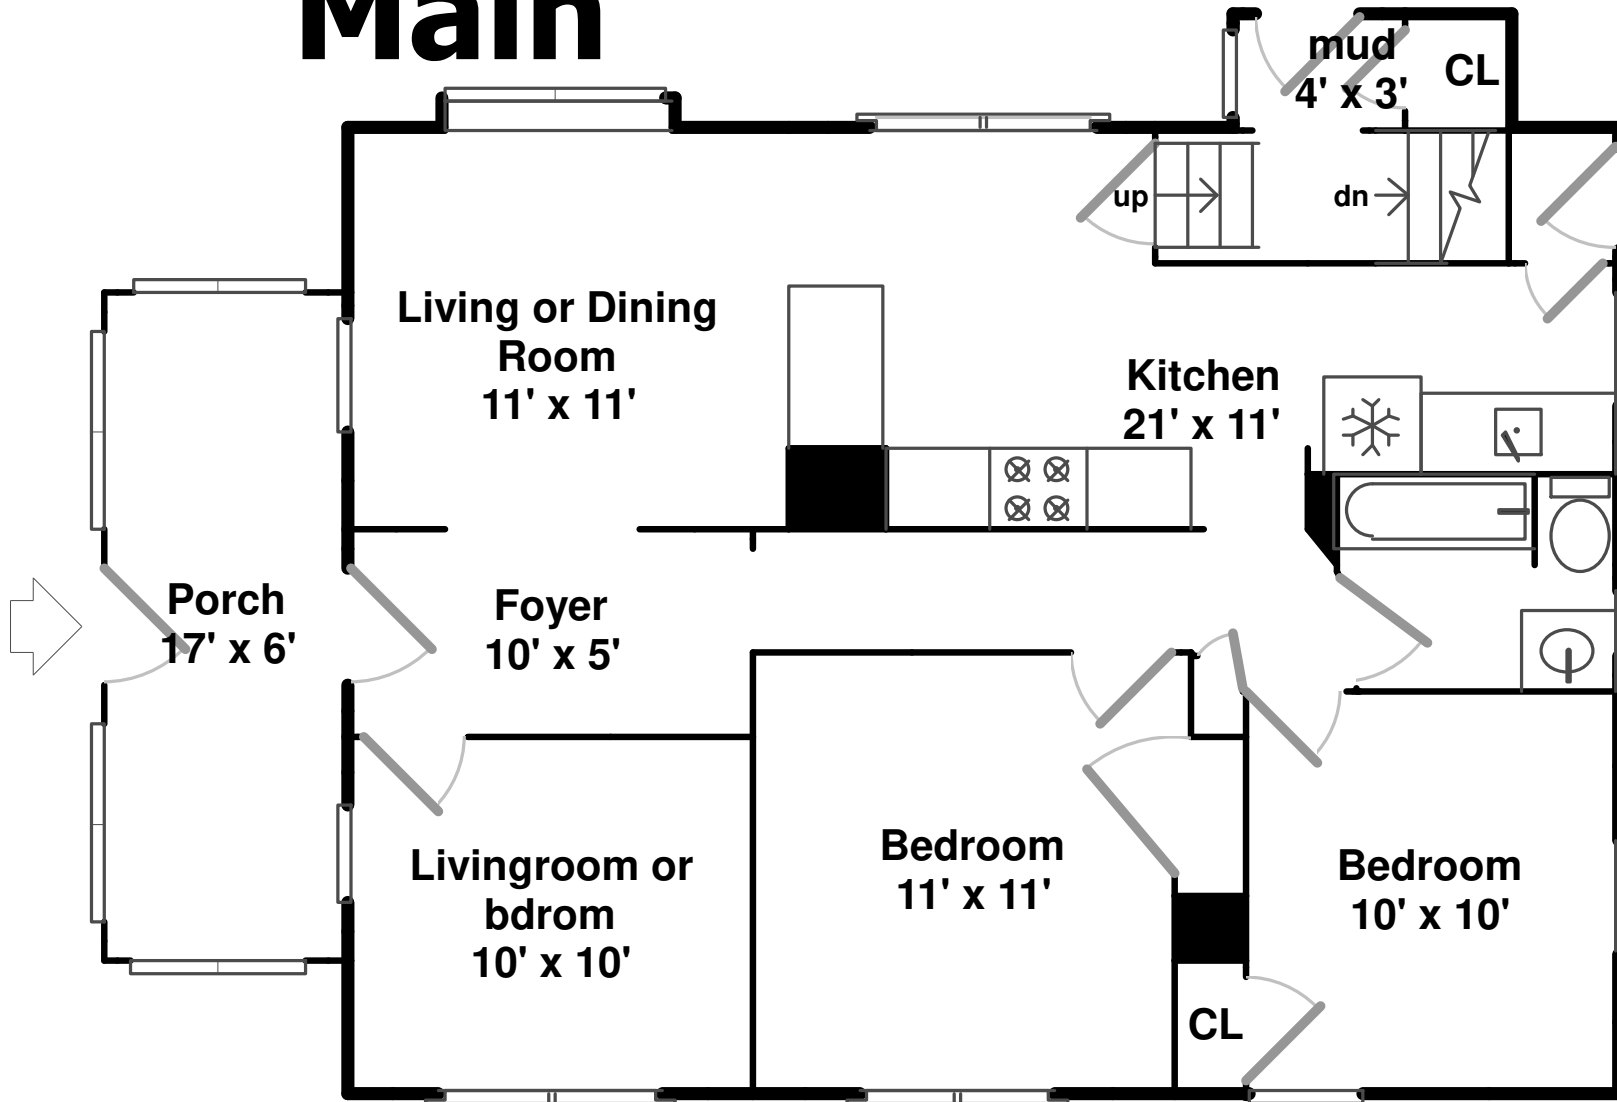 Main
mud
4' x 3'
CL
up
dn
Living or Dining
Room
11' x 11'
Kitchen
21' x 11'
Porch
17' x 6'
Foyer
10' x 5'
Livingroom or
bdrom
10' x 10'
Bedroom
11' x 11'
Bedroom
10' x 10'
CL